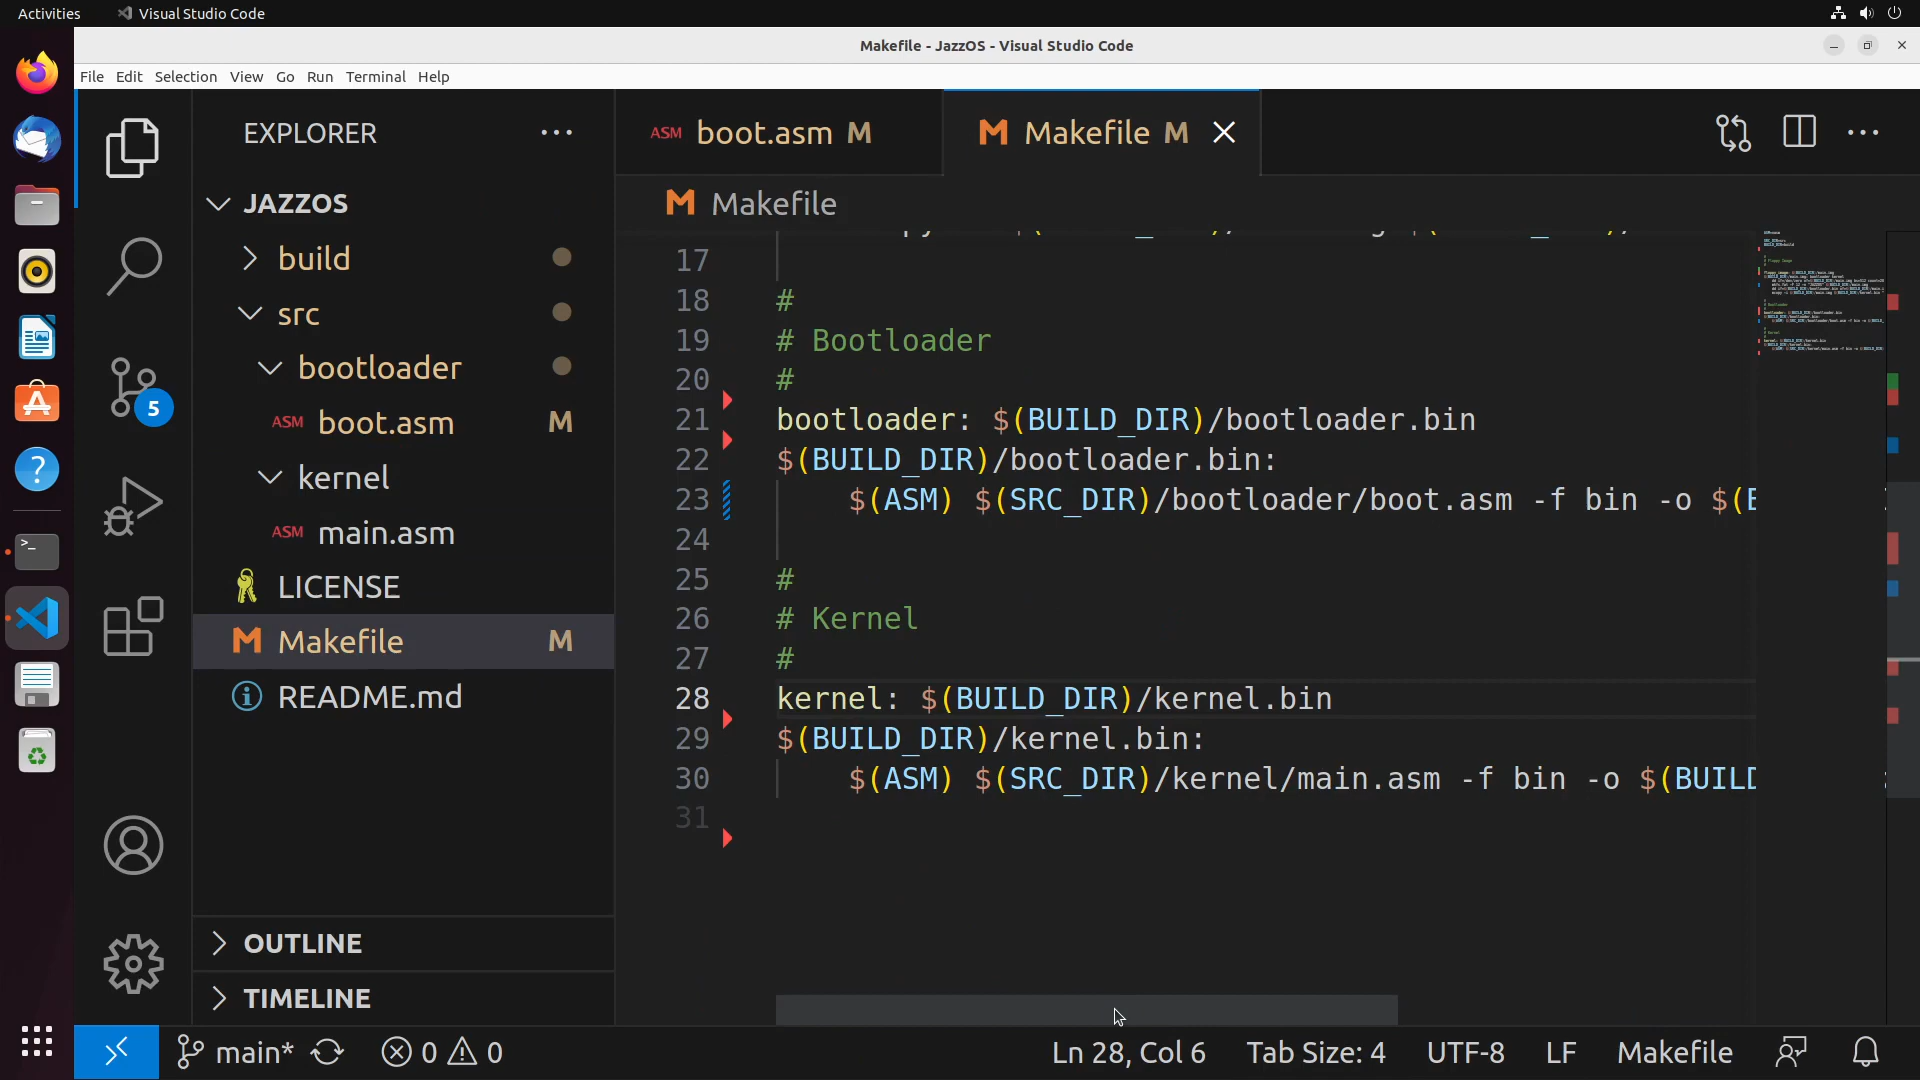 Activities Visual Studio Code
Makefile - JazzOS - Visual Studio Code
File Edit Selection View Go Run Terminal Help
EXPLORER
JAZZOS
build
src
bootloader
ASM boot.asm M
kernel
ASM main.asm
LICENSE
Makefile M
README.md
OUTLINE
TIMELINE
5
ASM boot.asm M
Makefile M
Makefile
17
18 #
19 # Bootloader
20 #
21 bootloader: $(BUILD_DIR)/bootloader.bin
22 $(BUILD_DIR)/bootloader.bin:
23 $(ASM) $(SRC_DIR)/bootloader/boot.asm -f bin -o $(B
24
25 #
26 # Kernel
27 #
28 kernel: $(BUILD_DIR)/kernel.bin
29 $(BUILD_DIR)/kernel.bin:
30 $(ASM) $(SRC_DIR)/kernel/main.asm -f bin -o $(BUILD
31
main* 0 0 Ln 28, Col 6 Tab Size: 4 UTF-8 LF Makefile